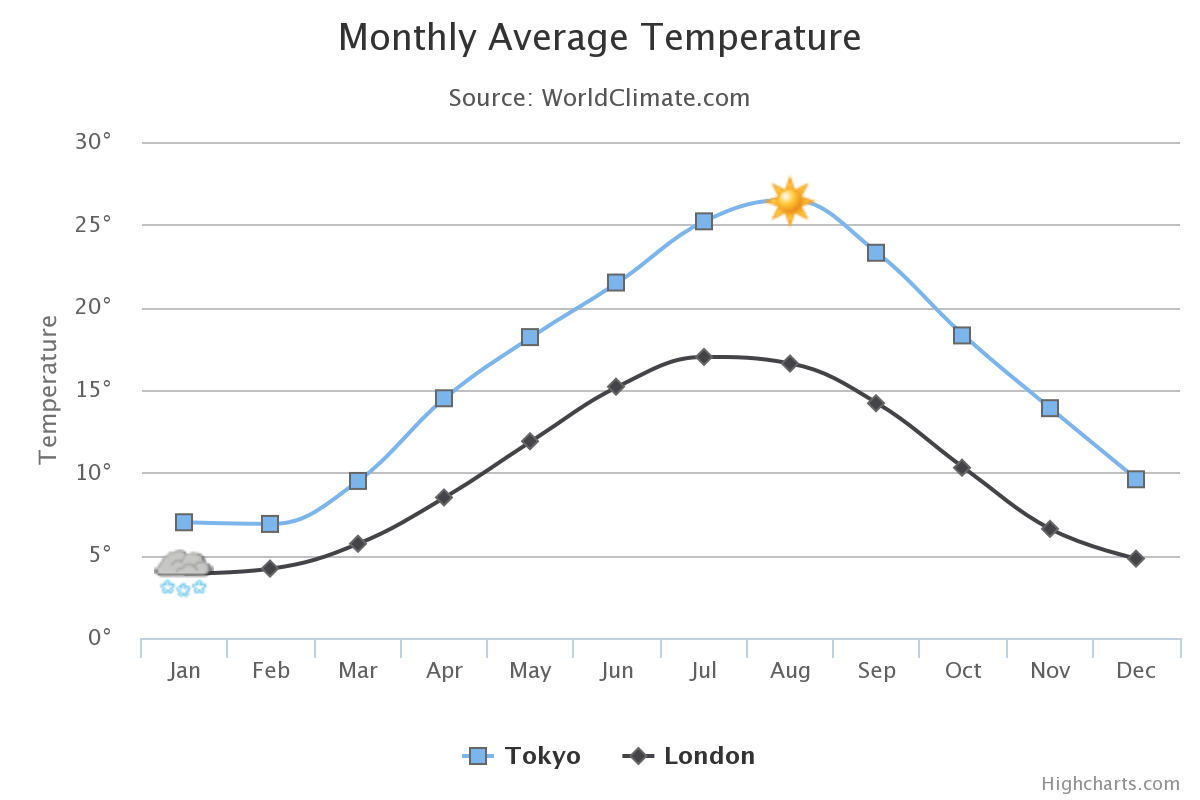 Monthly Average Temperature
Source: WorldClimate.com
30°
25°
20°
15°
10°
5°
0°
Temperature
Jan Feb Mar Apr May Jun Jul Aug Sep Oct Nov Dec
Tokyo London
Highcharts.com